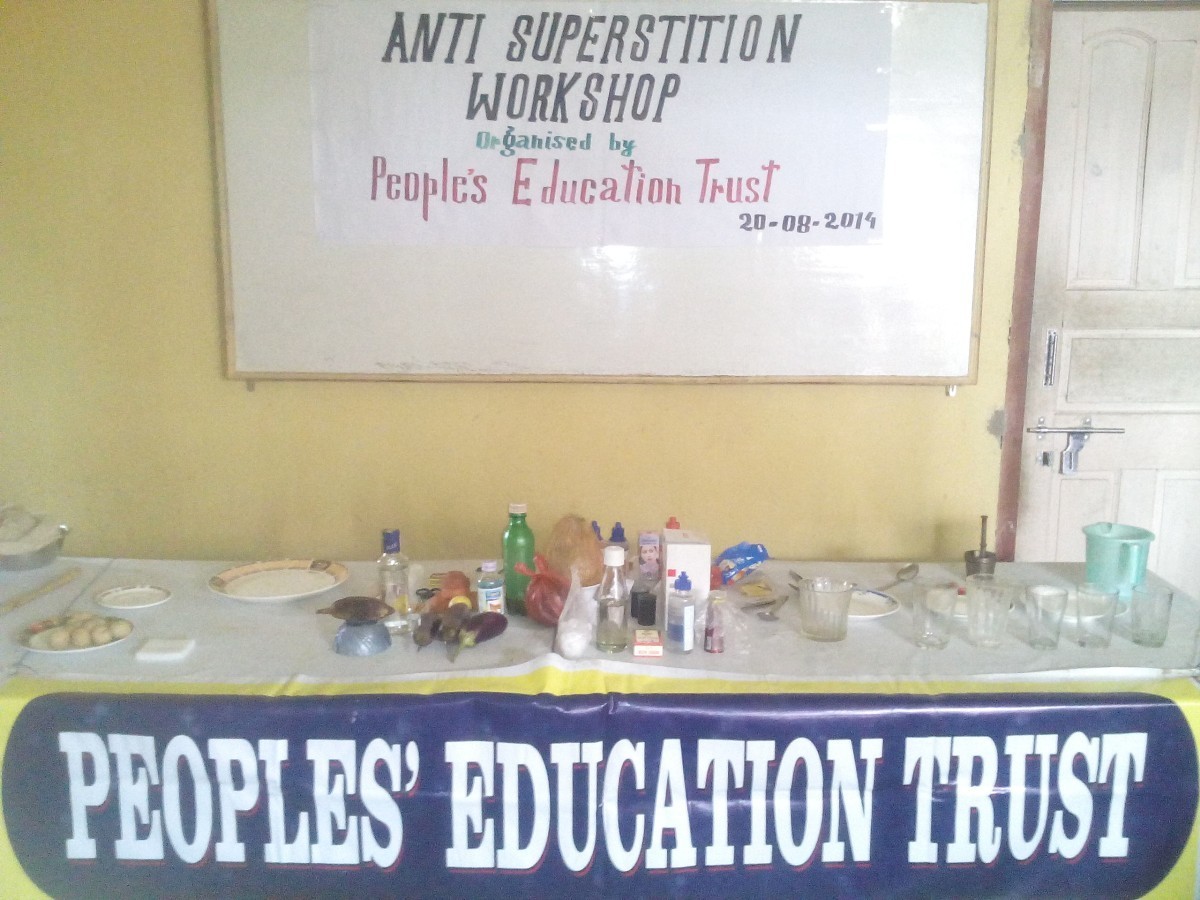 ANTI SUPERSTITION
WORKSHOP
Organised by
People's Education Trust
20-08-2014
PEOPLES' EDUCATION TRUST